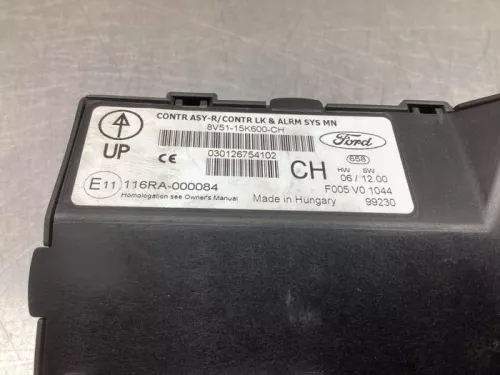 CONTR ASY-R/CONTR LK & ALRM SYS MN
8V51-15K600-CH
Ford
UP
CE
030126754102
CH
658
HW SW
06 / 12.00
E11 116RA-000084
F005 V0 1044
Homologation see Owner's Manual
Made in Hungary
99230